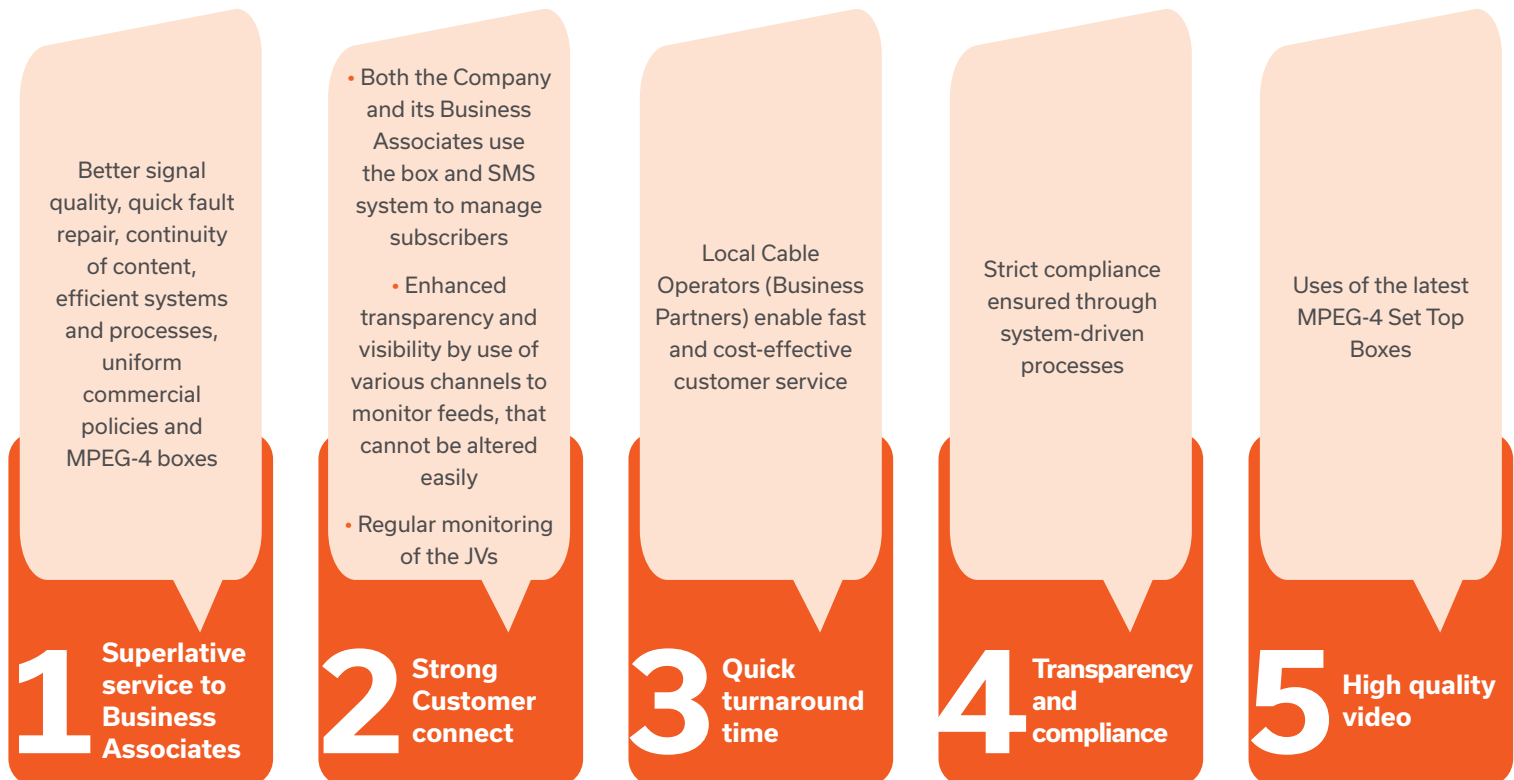 Better signal
quality, quick fault
repair, continuity
of content,
efficient systems
and processes,
uniform
commercial
policies and
MPEG-4 boxes
1
Superlative
service to
Business
Associates
• Both the Company
and its Business
Associates use
the box and SMS
system to manage
subscribers
• Enhanced
transparency and
visibility by use of
various channels to
monitor feeds, that
cannot be altered
easily
• Regular monitoring
of the JVs
2
Strong
Customer
connect
Local Cable
Operators (Business
Partners) enable fast
and cost-effective
customer service
3
Quick
turnaround
time
Strict compliance
ensured through
system-driven
processes
4
Transparency
and
compliance
Uses of the latest
MPEG-4 Set Top
Boxes
5
High quality
video